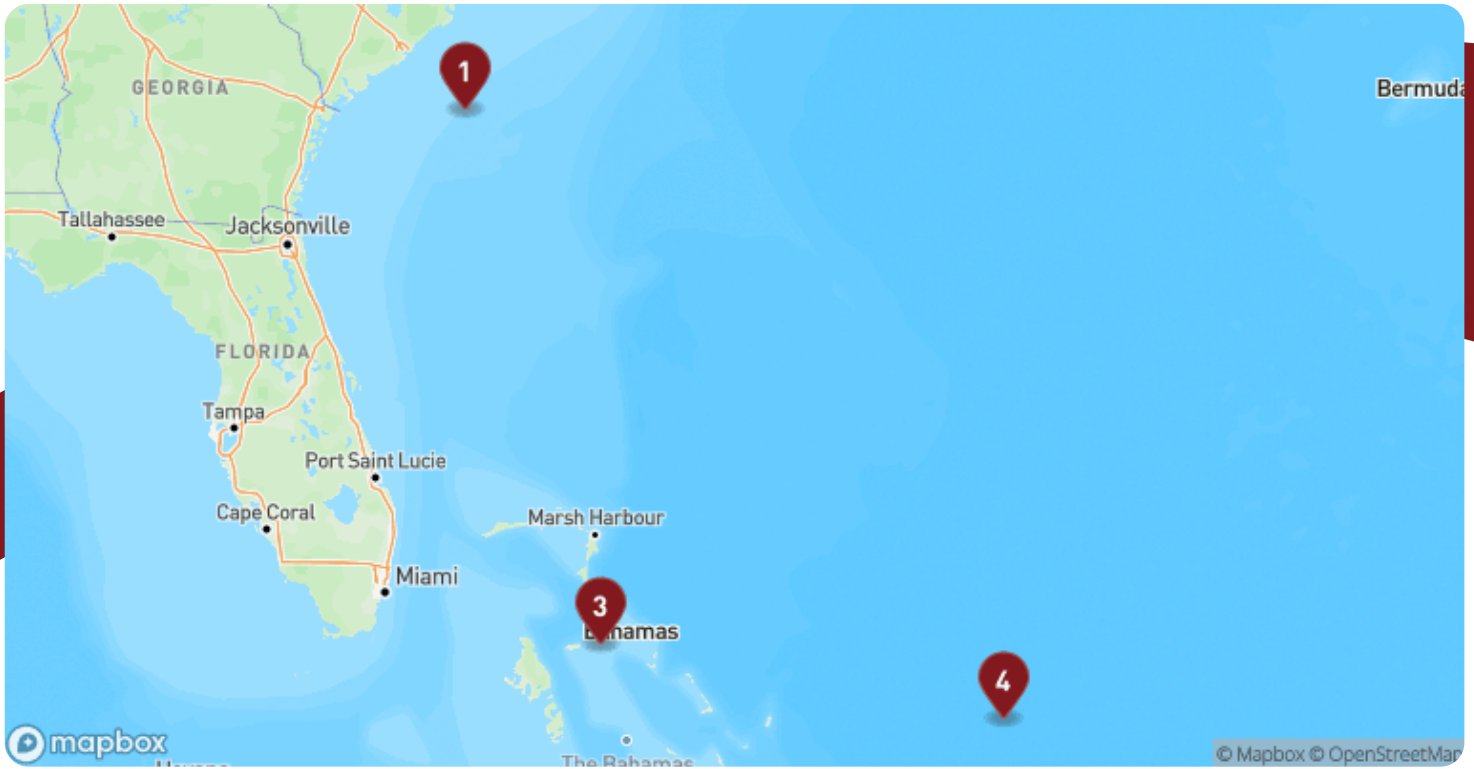 1
Bermuda
GEORGIA
Tallahassee
Jacksonville
FLORIDA
Tampa
Port Saint Lucie
Cape Coral
Marsh Harbour
Miami
3
Bahamas
4
mapbox
The Bahamas
© Mapbox © OpenStreetMap